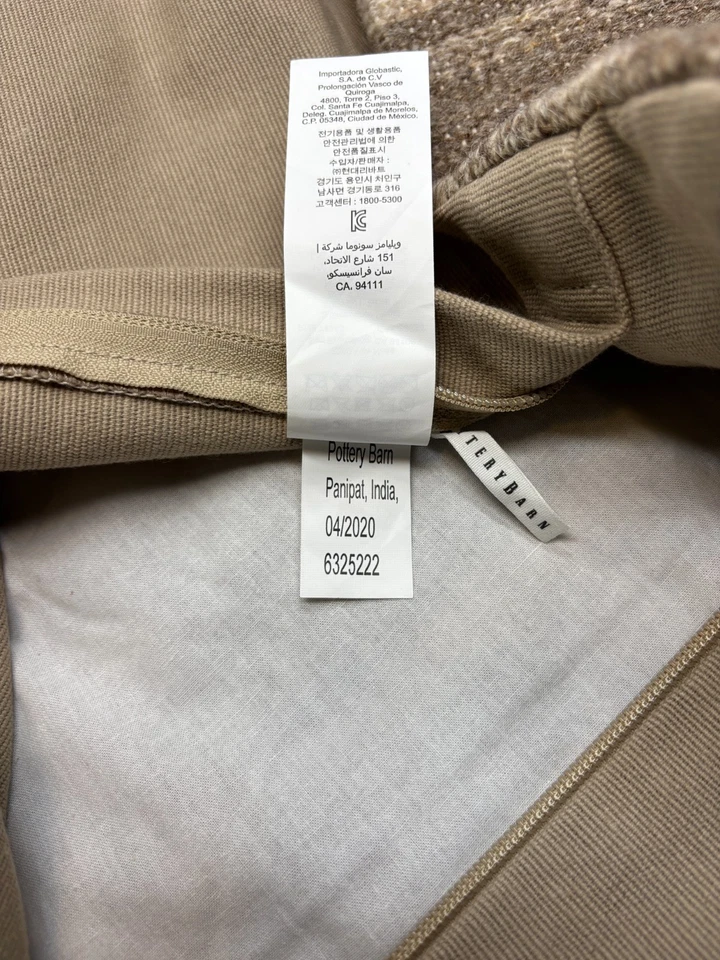 Importadora Globastic,
S.A. de C.V
Prolongación Vasco de
Quiroga
4800, Torre 2, Piso 3,
Col. Santa Fe Cuajimalpa,
Deleg. Cuajimalpa de Morelos,
C.P. 05348, Ciudad de México.
전기용품 및 생활용품
안전관리법에 의한
안전품질표시
수입자/판매자 :
㈜현대리바트
경기도 용인시 처인구
남사면 경기동로 316
고객센터 : 1800-5300
ويليامز سونوما شركة |
151 شارع الاتحاد،
سان فرانسيسكو,
CA. 94111
Pottery Barn
Panipat, India,
04/2020
6325222
TERYBARN